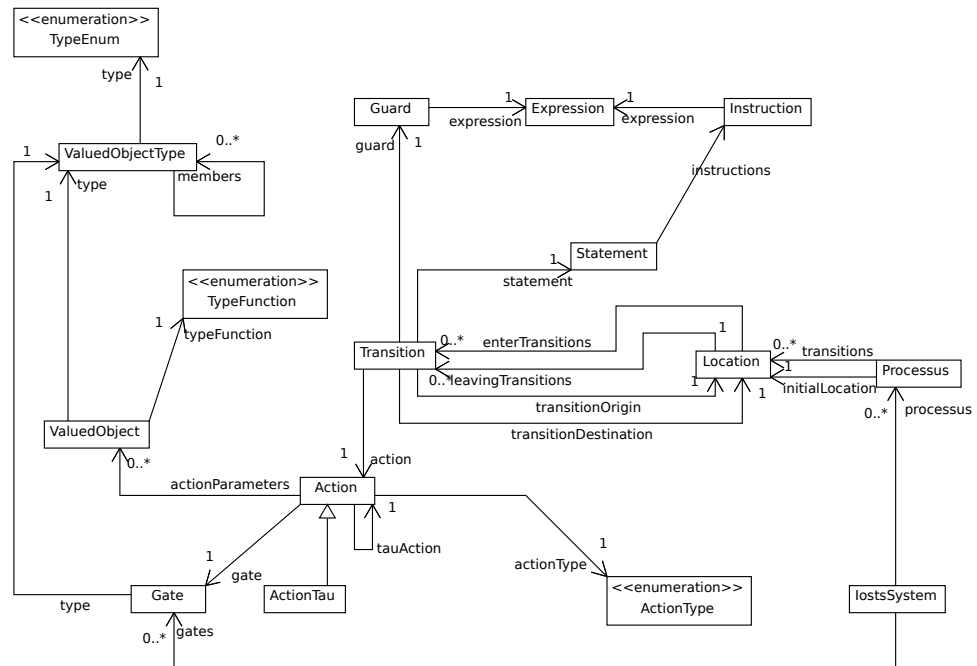 <<enumeration>>
TypeEnum
type
1
Guard
1
expression
Expression
1
expression
Instruction
guard
1
1
ValuedObjectType
0..*
members
1
type
instructions
Statement
1
statement
<<enumeration>>
TypeFunction
1
typeFunction
Transition
0..*
enterTransitions
1
0..*
leavingTransitions
Location
0..*
transitions
1
initialLocation
Processus
1
transitionOrigin
1
transitionDestination
0..*
processus
ValuedObject
0..*
actionParameters
1
action
Action
1
tauAction
1
actionType
1
gate
Gate
type
ActionTau
<<enumeration>>
ActionType
IostsSystem
0..*
gates